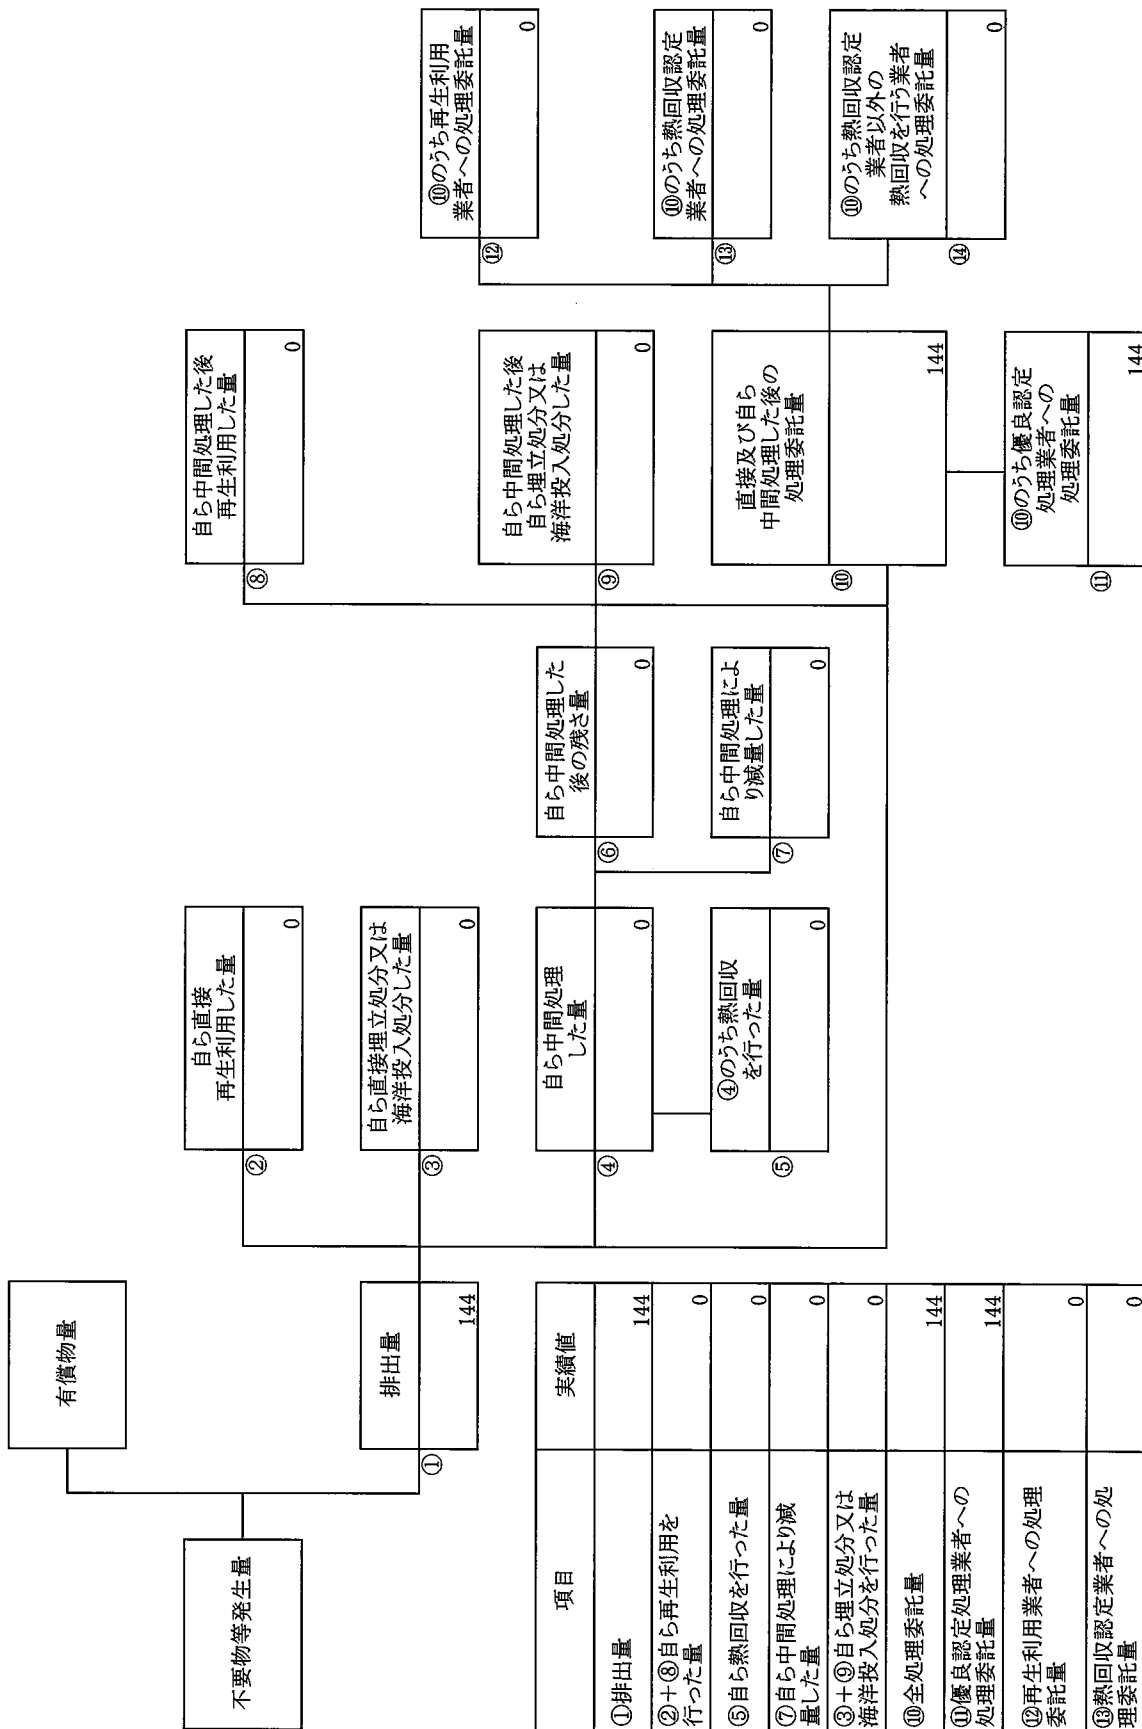 不要物等発生量
有償物量
①
排出量
144
②
自ら直接
再生利用した量
0
③
自ら直接埋立処分又は
海洋投入処分した量
0
④
自ら中間処理
した量
0
⑤
④のうち熱回収
を行った量
0
⑥
自ら中間処理した
後の残さ量
0
⑦
自ら中間処理によ
り減量した量
0
⑧
自ら中間処理した後
再生利用した量
0
⑨
自ら中間処理した後
自ら埋立処分又は
海洋投入処分した量
0
⑩
直接及び自ら
中間処理した後の
処理委託量
144
⑪
⑩のうち優良認定
処理業者への
処理委託量
144
⑫
⑩のうち再生利用
業者への処理委託量
0
⑬
⑩のうち熱回収認定
業者への処理委託量
0
⑭
⑩のうち熱回収認定
業者以外の
熱回収を行う業者
への処理委託量
0
項目
実績値
①排出量
144
②+⑧自ら再生利用を
行った量
0
⑤自ら熱回収を行った量
0
⑦自ら中間処理により減
量した量
0
③+⑨自ら埋立処分又は
海洋投入処分を行った量
0
⑩全処理委託量
144
⑪優良認定処理業者への
処理委託量
144
⑫再生利用業者への処理
委託量
0
⑬熱回収認定業者への処
理委託量
0